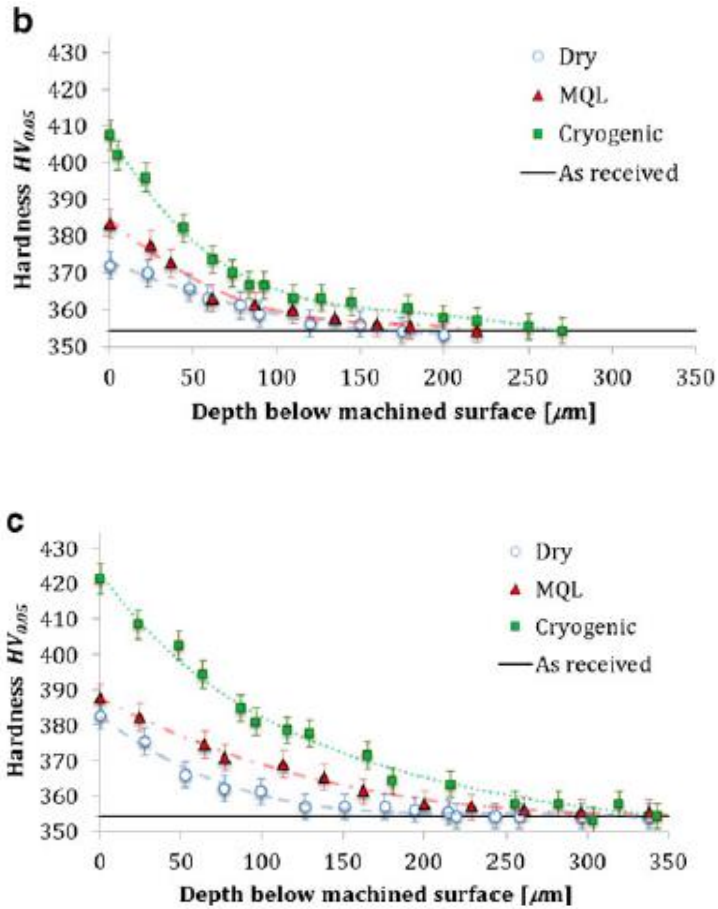 b
430
420
410
400
390
380
370
360
350
Hardness HV0.05
Dry
MQL
Cryogenic
As received
0 50 100 150 200 250 300 350
Depth below machined surface [μm]
c
430
420
410
400
390
380
370
360
350
Hardness HV0.05
Dry
MQL
Cryogenic
As received
0 50 100 150 200 250 300 350
Depth below machined surface [μm]